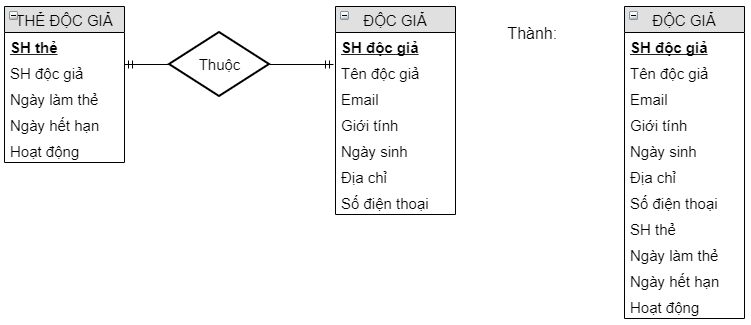 THẺ ĐỘC GIẢ
SH thẻ
SH độc giả
Ngày làm thẻ
Ngày hết hạn
Hoạt động
Thuộc
ĐỘC GIẢ
SH độc giả
Tên độc giả
Email
Giới tính
Ngày sinh
Địa chỉ
Số điện thoại
Thành:
ĐỘC GIẢ
SH độc giả
Tên độc giả
Email
Giới tính
Ngày sinh
Địa chỉ
Số điện thoại
SH thẻ
Ngày làm thẻ
Ngày hết hạn
Hoạt động